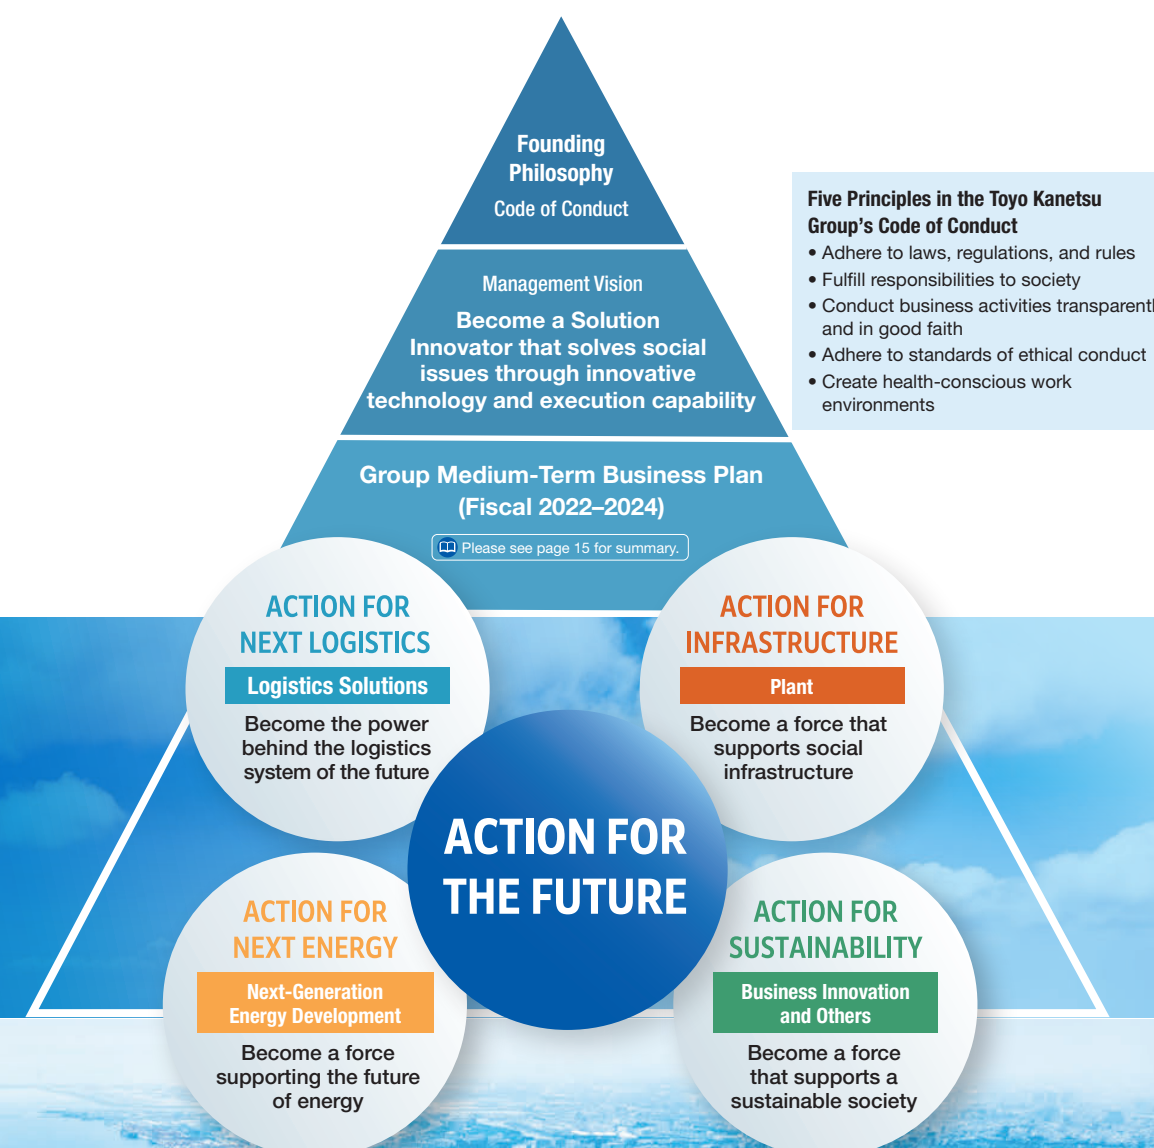 Founding
Philosophy
Code of Conduct
Management Vision
Become a Solution
Innovator that solves social
issues through innovative
technology and execution capability
Group Medium-Term Business Plan
(Fiscal 2022–2024)
Please see page 15 for summary.
Five Principles in the Toyo Kanetsu
Group’s Code of Conduct
• Adhere to laws, regulations, and rules
• Fulfill responsibilities to society
• Conduct business activities
and in good faith
• Adhere to standards of ethical conduct
• Create health-conscious work
environments
ACTION FOR
NEXT LOGISTICS
Logistics Solutions
Become the power
behind the logistics
system of the future
ACTION FOR
INFRASTRUCTURE
Plant
Become a force that
supports social
infrastructure
ACTION FOR
THE FUTURE
ACTION FOR
NEXT ENERGY
Next-Generation
Energy Development
Become a force
supporting the future
of energy
ACTION FOR
SUSTAINABILITY
Business Innovation
and Others
Become a force
that supports a
sustainable society